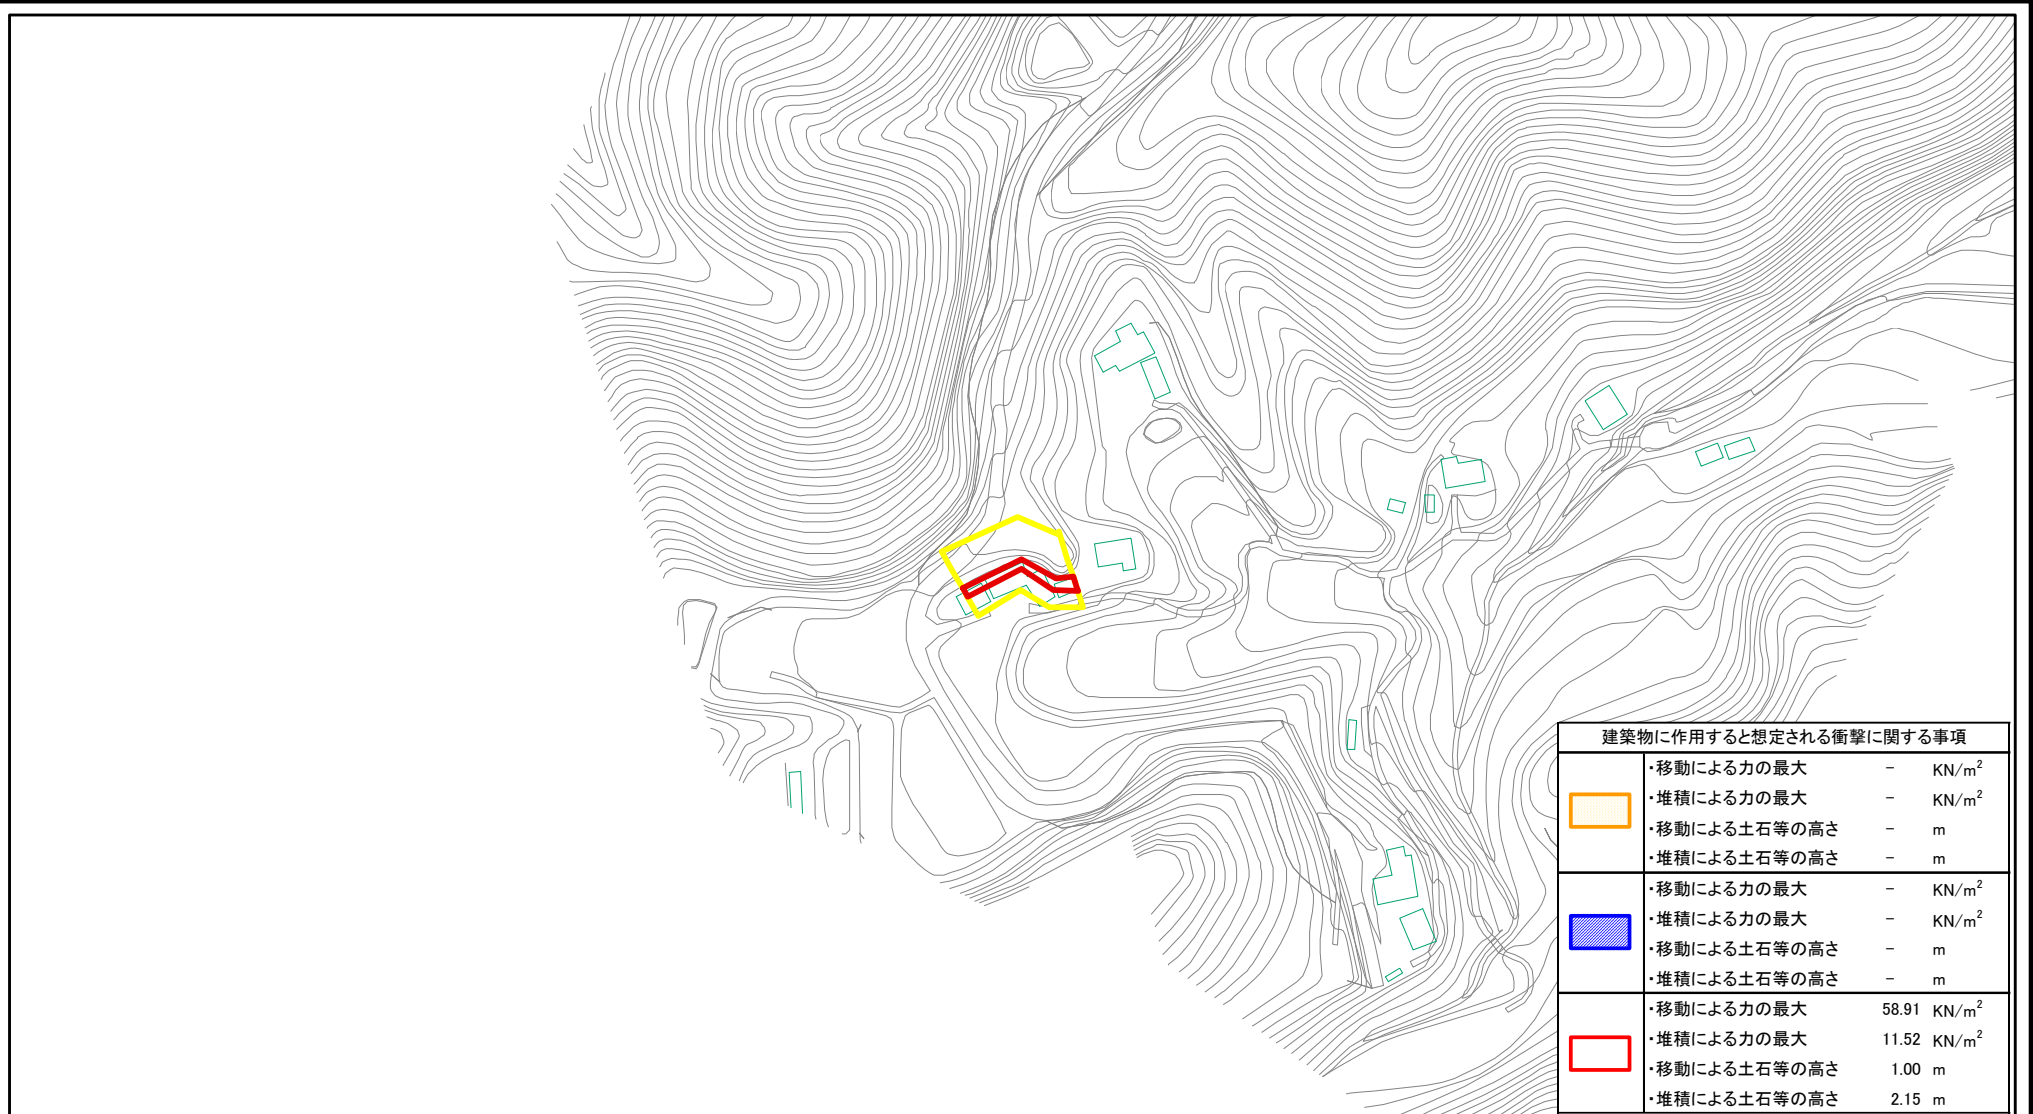 建築物に作用すると想定される衝撃に関する事項
・移動による力の最大 － KN/m²
・堆積による力の最大 － KN/m²
・移動による土石等の高さ － m
・堆積による土石等の高さ － m
・移動による力の最大 － KN/m²
・堆積による力の最大 － KN/m²
・移動による土石等の高さ － m
・堆積による土石等の高さ － m
・移動による力の最大 58.91 KN/m²
・堆積による力の最大 11.52 KN/m²
・移動による土石等の高さ 1.00 m
・堆積による土石等の高さ 2.15 m